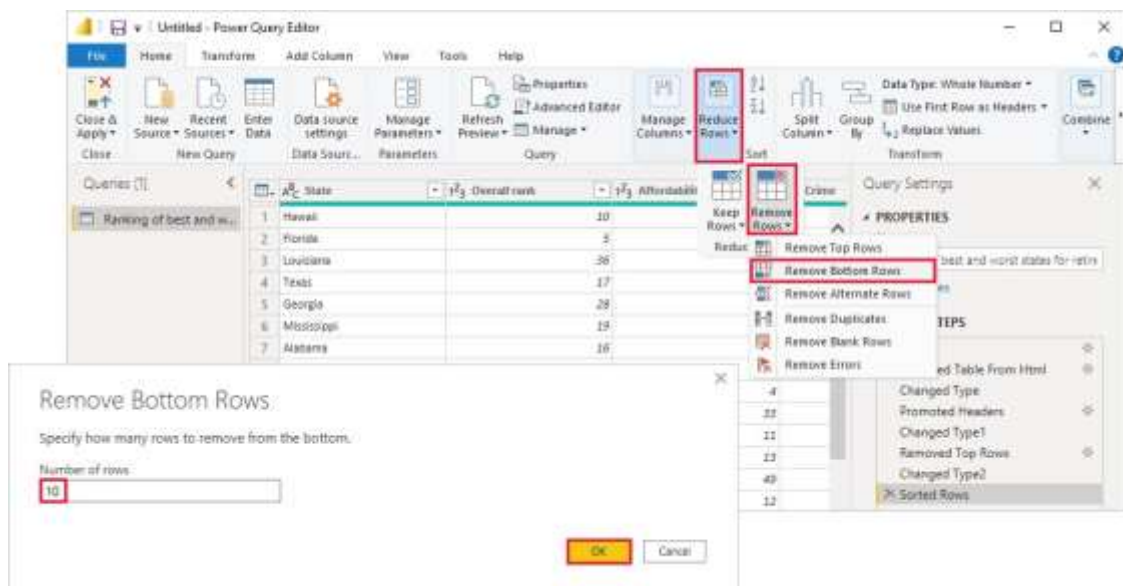 Untitled - Power Query Editor
File Home Transform Add Column View Tools Help
Close & Apply
New Source
Recent Sources
Enter Data
Data source settings
Manage Parameters
Refresh Preview
Properties
Advanced Editor
Manage
Manage Columns
Reduce Rows
Split Column
Group By
Data Type: Whole Number
Use First Row as Headers
Replace Values
Combine
Close New Query Data Sourc... Parameters Query Sort Transform
Queries [1]
Ranking of best and w...
State Overall rank Crime
1 Hawaii 10
2 Florida 5
3 Louisiana 36
4 Texas 17
5 Georgia 28
6 Mississippi 19
7 Alabama 16
Keep Rows
Remove Rows
Remove Top Rows
Remove Bottom Rows
Remove Alternate Rows
Remove Duplicates
Remove Blank Rows
Remove Errors
Query Settings
PROPERTIES
best and worst states for retire
TEPS
ed Table From Html
Changed Type
Promoted Headers
Changed Type1
Removed Top Rows
Changed Type2
Sorted Rows
4
33
11
13
12
Remove Bottom Rows
Specify how many rows to remove from the bottom.
Number of rows
10
OK Cancel